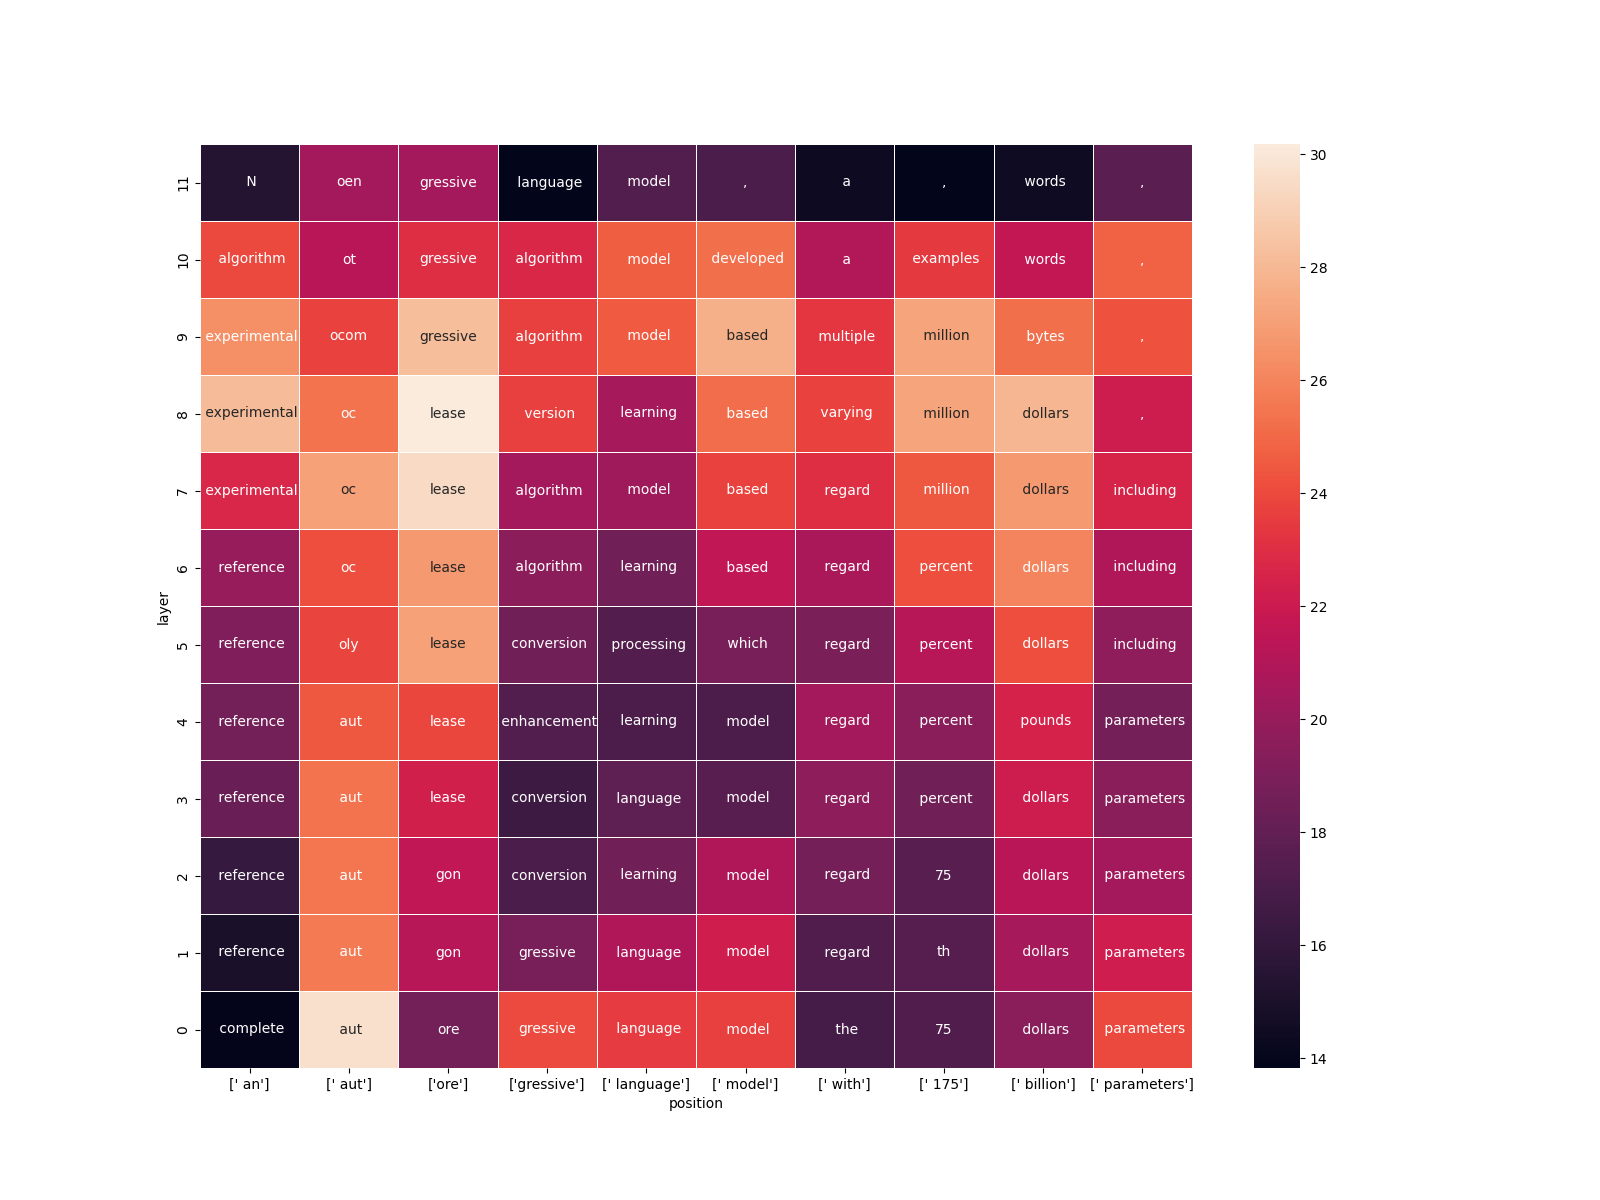 11 N oen gressive language model , a , words , 30
10 algorithm ot gressive algorithm model developed a examples words , 28
9 experimental ocom gressive algorithm model based multiple million bytes , 26
8 experimental oc lease version learning based varying million dollars , 24
7 experimental oc lease algorithm model based regard million dollars including 22
6 reference oc lease algorithm learning based regard percent dollars including 20
5 reference oly lease conversion processing which regard percent dollars including 18
4 reference aut lease enhancement learning model regard percent pounds parameters 16
3 reference aut lease conversion language model regard percent dollars parameters 14
2 reference aut gon conversion learning model regard 75 dollars parameters
1 reference aut gon gressive language model regard th dollars parameters
0 complete aut ore gressive language model the 75 dollars parameters
[' an'] [' aut'] ['ore'] ['gressive'] [' language'] [' model'] [' with'] [' 175'] [' billion'] [' parameters']
position
layer